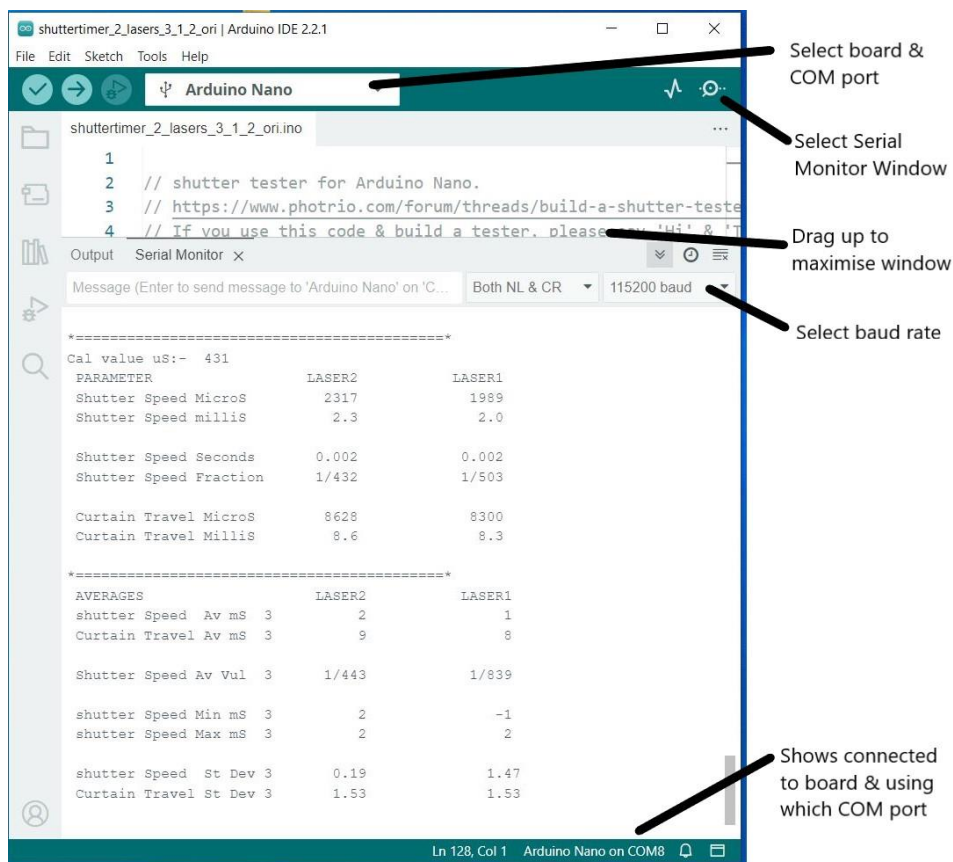 shuttertimer_2_lasers_3_1_2_ori | Arduino IDE 2.2.1
File Edit Sketch Tools Help
Arduino Nano
Select board &
COM port
shuttertimer_2_lasers_3_1_2_ori.ino
Select Serial
Monitor Window
1
2 // shutter tester for Arduino Nano.
3 // https://www.photrio.com/forum/threads/build-a-shutter-teste
4 // If you use this code & build a tester, please say 'Hi' & 'T
Drag up to
maximise window
Output Serial Monitor x
Message (Enter to send message to 'Arduino Nano' on 'C... Both NL & CR 115200 baud
Select baud rate
*===========================================*
Cal value uS:- 431
PARAMETER LASER2 LASER1
Shutter Speed MicroS 2317 1989
Shutter Speed milliS 2.3 2.0
Shutter Speed Seconds 0.002 0.002
Shutter Speed Fraction 1/432 1/503
Curtain Travel MicroS 8628 8300
Curtain Travel MilliS 8.6 8.3
*===========================================*
AVERAGES LASER2 LASER1
shutter Speed Av mS 3 2 1
Curtain Travel Av mS 3 9 8
Shutter Speed Av Vul 3 1/443 1/839
shutter Speed Min mS 3 2 -1
shutter Speed Max mS 3 2 2
shutter Speed St Dev 3 0.19 1.47
Curtain Travel St Dev 3 1.53 1.53
Shows connected
to board & using
which COM port
Ln 128, Col 1 Arduino Nano on COM8